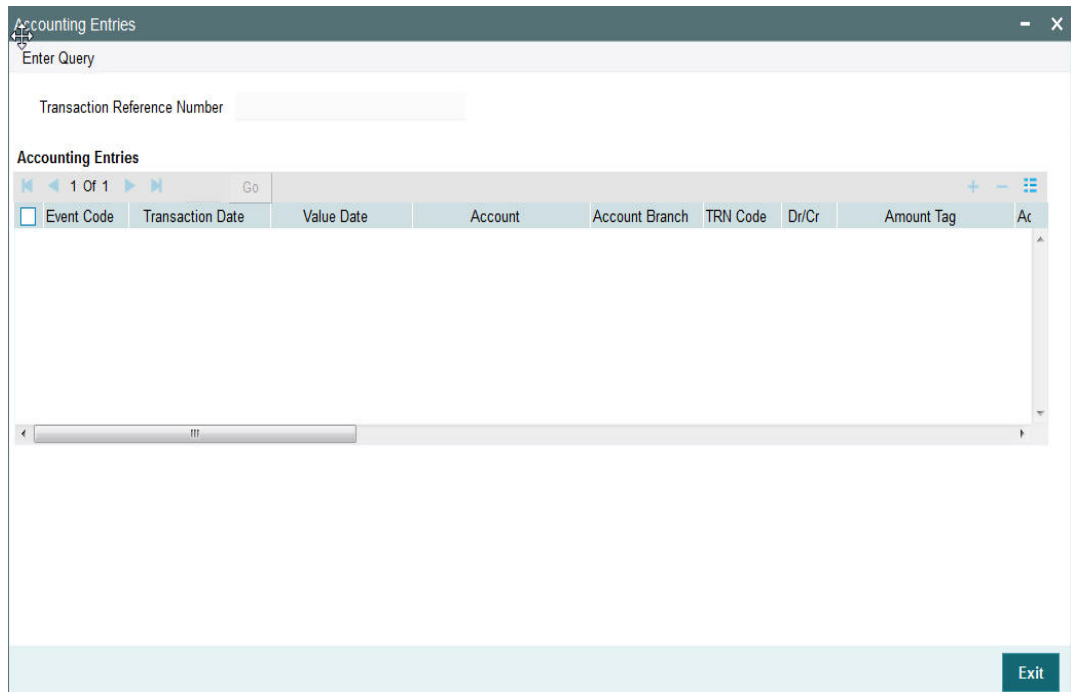 Accounting Entries
Enter Query
Transaction Reference Number
Accounting Entries
1 Of 1 Go
Event Code Transaction Date Value Date Account Account Branch TRN Code Dr/Cr Amount Tag Ac
Exit